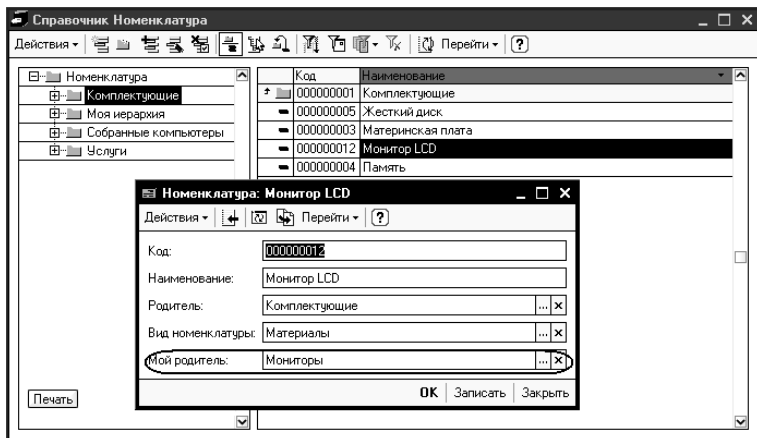 Справочник Номенклатура
Действия Перейти ?
Номенклатура
Комплектующие
Моя иерархия
Собранные компьютеры
Услуги
Код Наименование
000000001 Комплектующие
000000005 Жесткий диск
000000003 Материнская плата
000000012 Монитор LCD
000000004 Память
Номенклатура: Монитор LCD
Действия Перейти ?
Код: 000000012
Наименование: Монитор LCD
Родитель: Комплектующие ...
Вид номенклатуры: Материалы ...
Мой родитель: Мониторы ...
OK Записать Закрыть
Печать